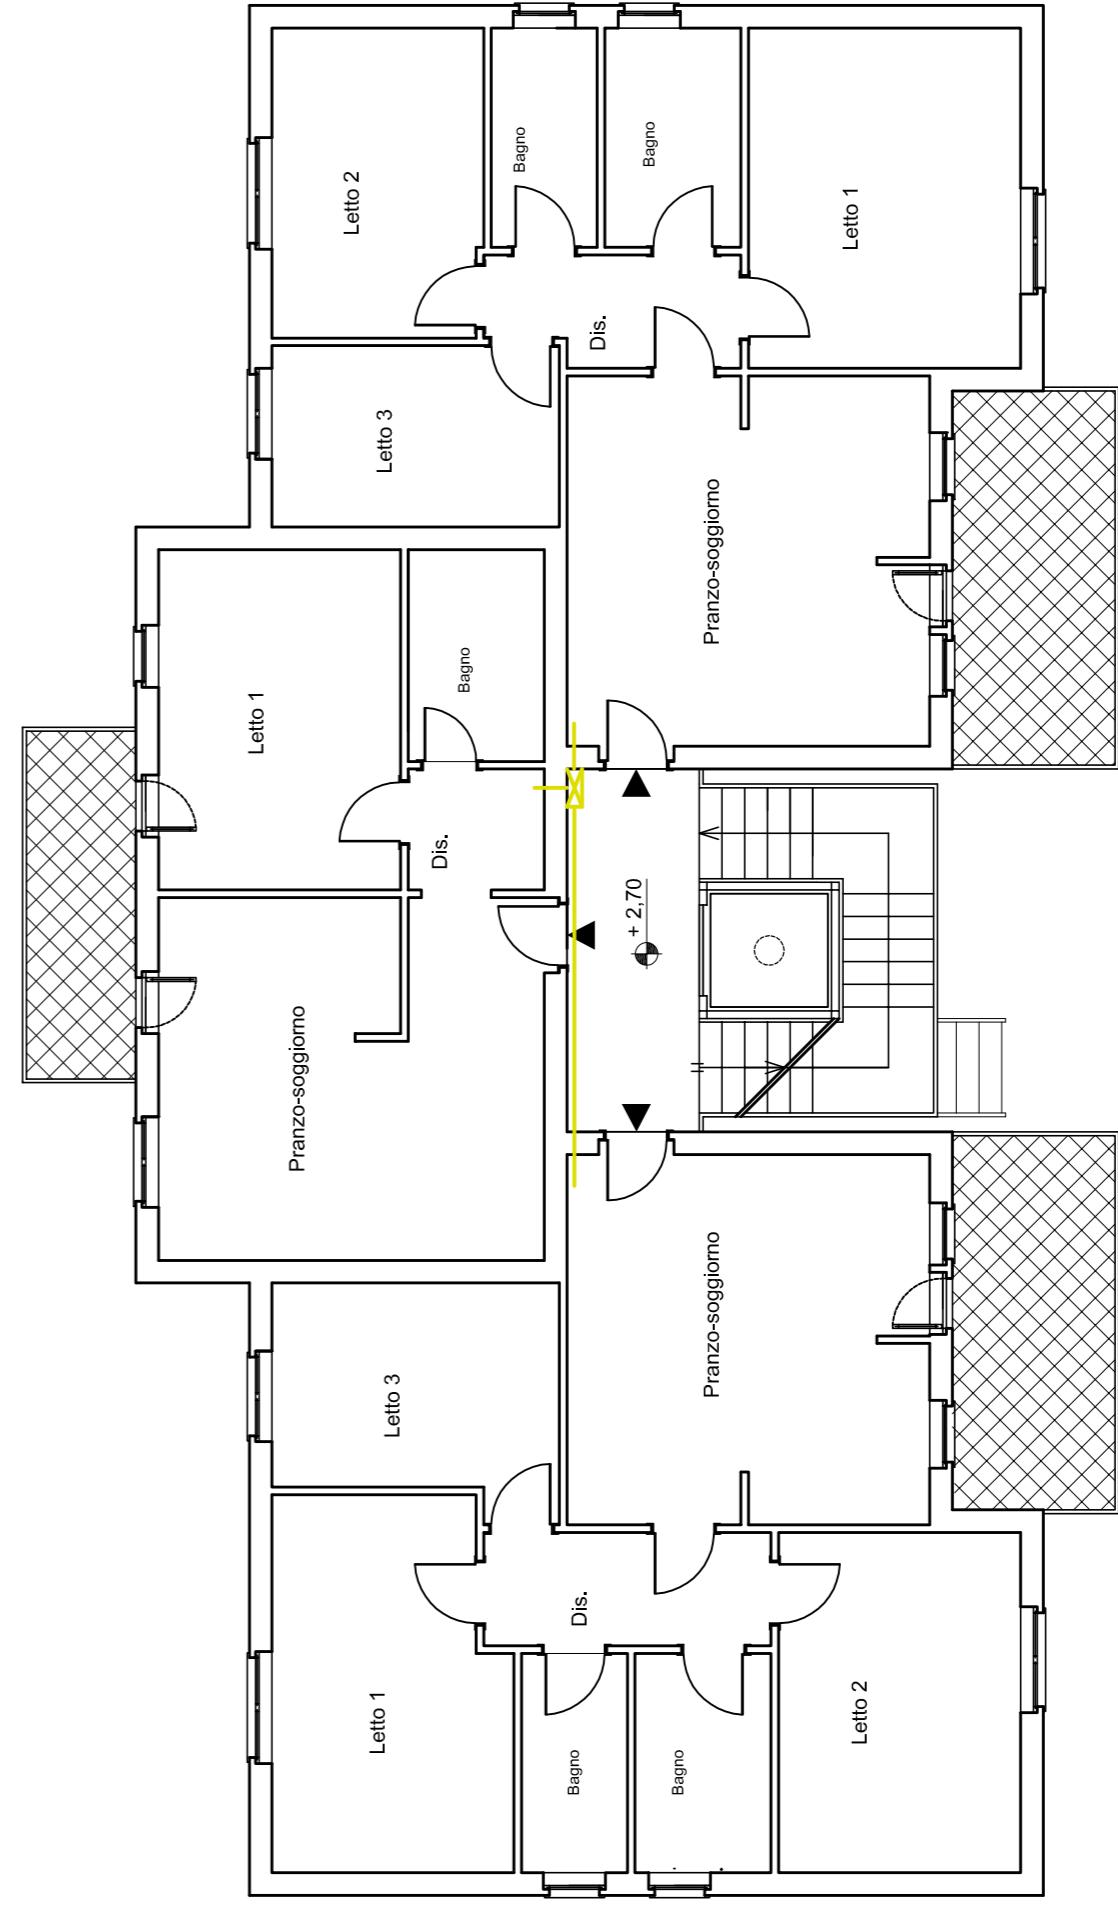 Letto 2
Bagno
Bagno
Letto 1
Dis.
Letto 3
Pranzo-soggiorno
Letto 1
Bagno
Dis.
+ 2,70
Pranzo-soggiorno
Pranzo-soggiorno
Letto 3
Dis.
Letto 1
Bagno
Bagno
Letto 2